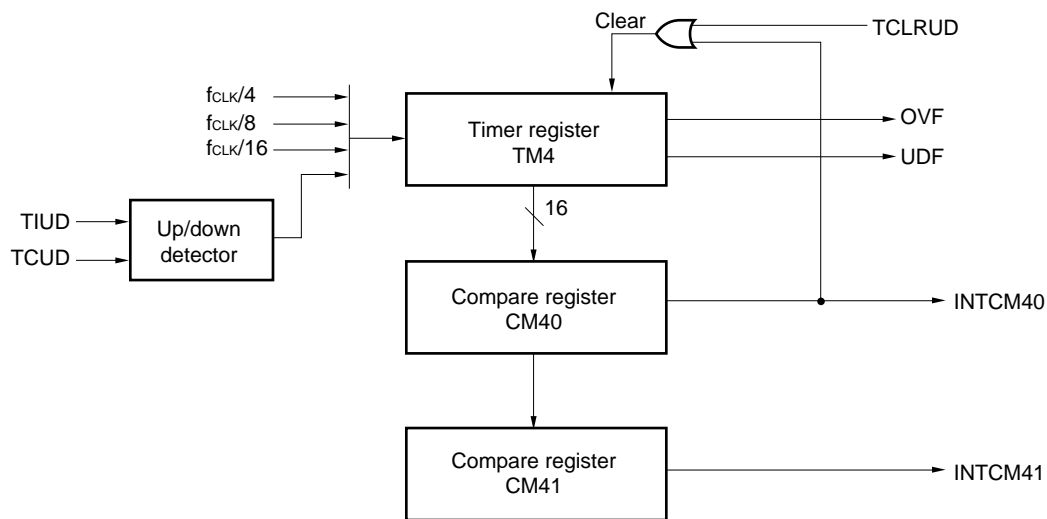 Clear
TCLRUD
fCLK/4
fCLK/8
fCLK/16
Timer register
TM4
OVF
UDF
16
TIUD
TCUD
Up/down
detector
Compare register
CM40
INTCM40
Compare register
CM41
INTCM41